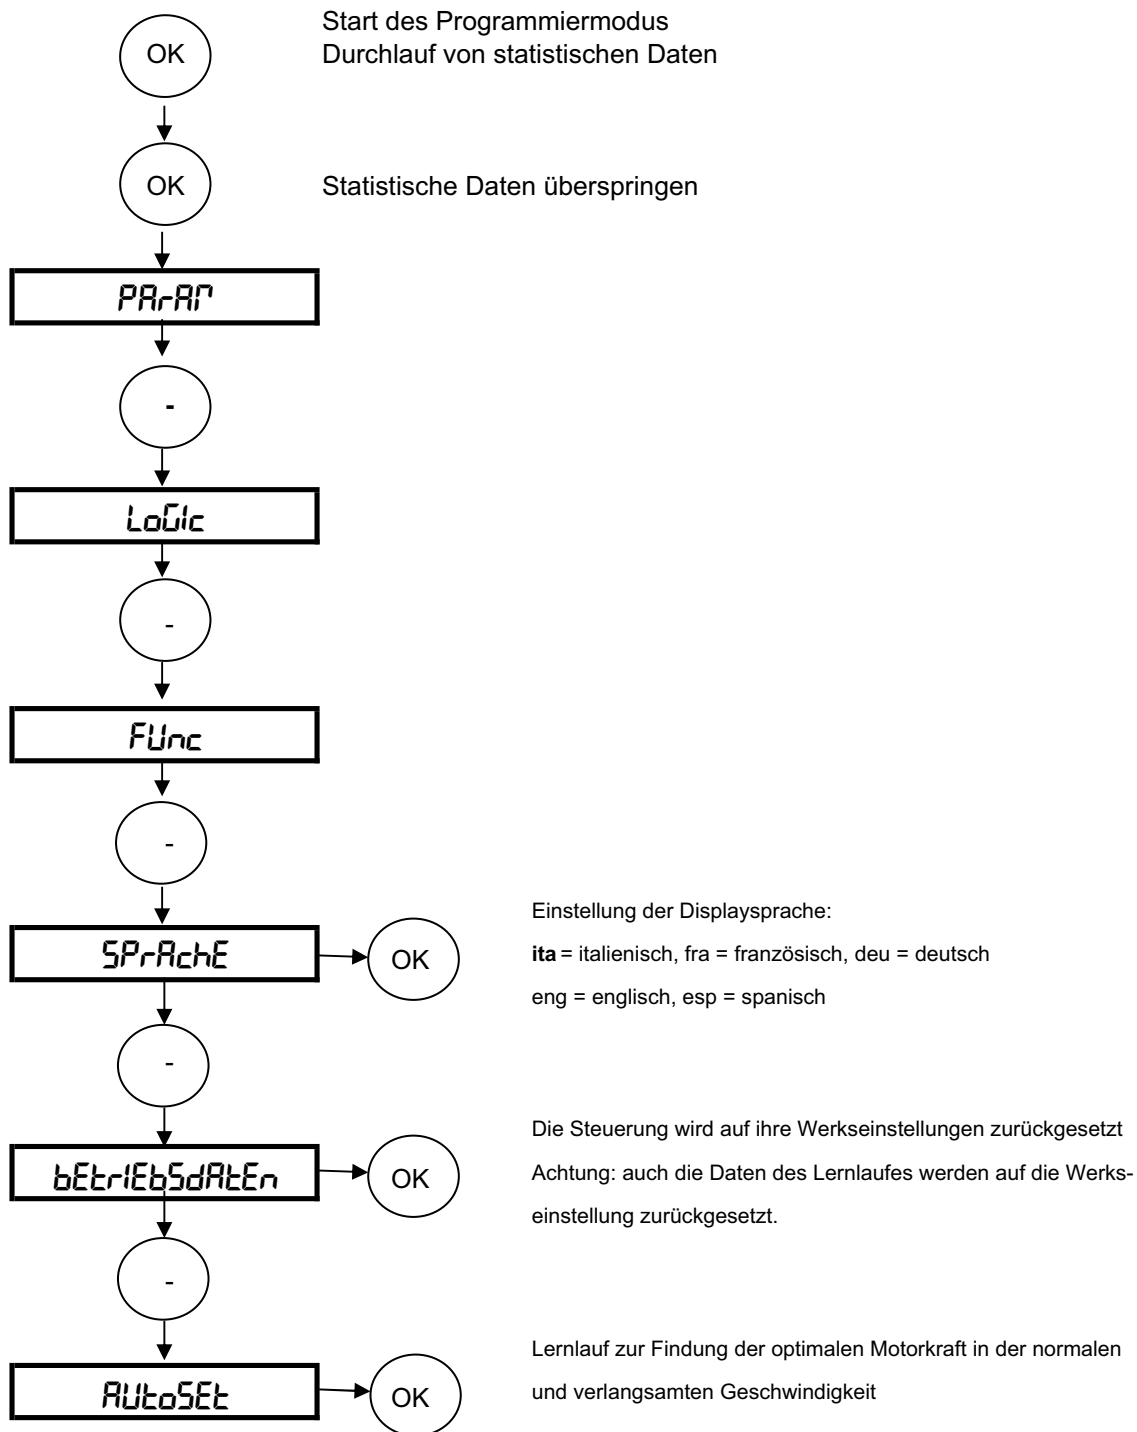 OK
Start des Programmiermodus
Durchlauf von statistischen Daten
OK
Statistische Daten überspringen
PArAM
-
LoGIc
-
FUnc
-
SPrAchE
OK
Einstellung der Displaysprache:
ita = italienisch, fra = französisch, deu = deutsch
eng = englisch, esp = spanisch
-
bEtrIEbSdAtEn
OK
Die Steuerung wird auf ihre Werkseinstellungen zurückgesetzt
Achtung: auch die Daten des Lernlaufes werden auf die Werks-
einstellung zurückgesetzt.
-
AUtoSEt
OK
Lernlauf zur Findung der optimalen Motorkraft in der normalen
und verlangsamten Geschwindigkeit